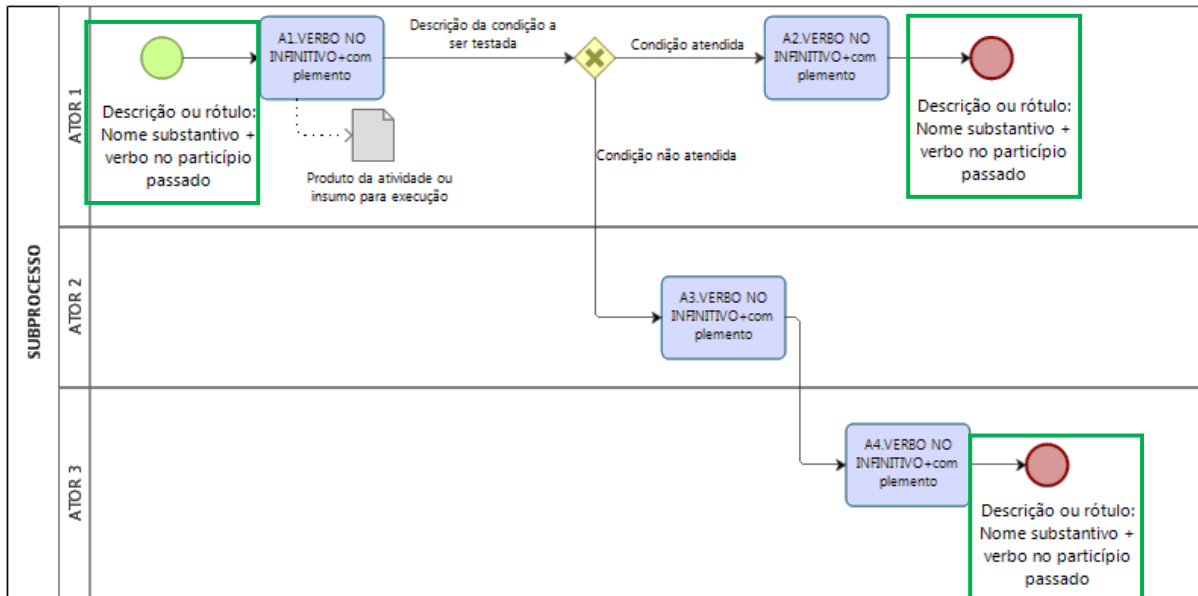 SUBPROCESSO
ATOR 1
Descrição ou rótulo:
Nome substantivo +
verbo no particípio
passado
A1.VERBO NO
INFINITIVO+com
plemento
Produto da atividade ou
insumo para execução
Descrição da condição a
ser testada
Condição atendida
Condição não atendida
A2.VERBO NO
INFINITIVO+com
plemento
Descrição ou rótulo:
Nome substantivo +
verbo no particípio
passado
ATOR 2
A3.VERBO NO
INFINITIVO+com
plemento
ATOR 3
A4.VERBO NO
INFINITIVO+com
plemento
Descrição ou rótulo:
Nome substantivo +
verbo no particípio
passado